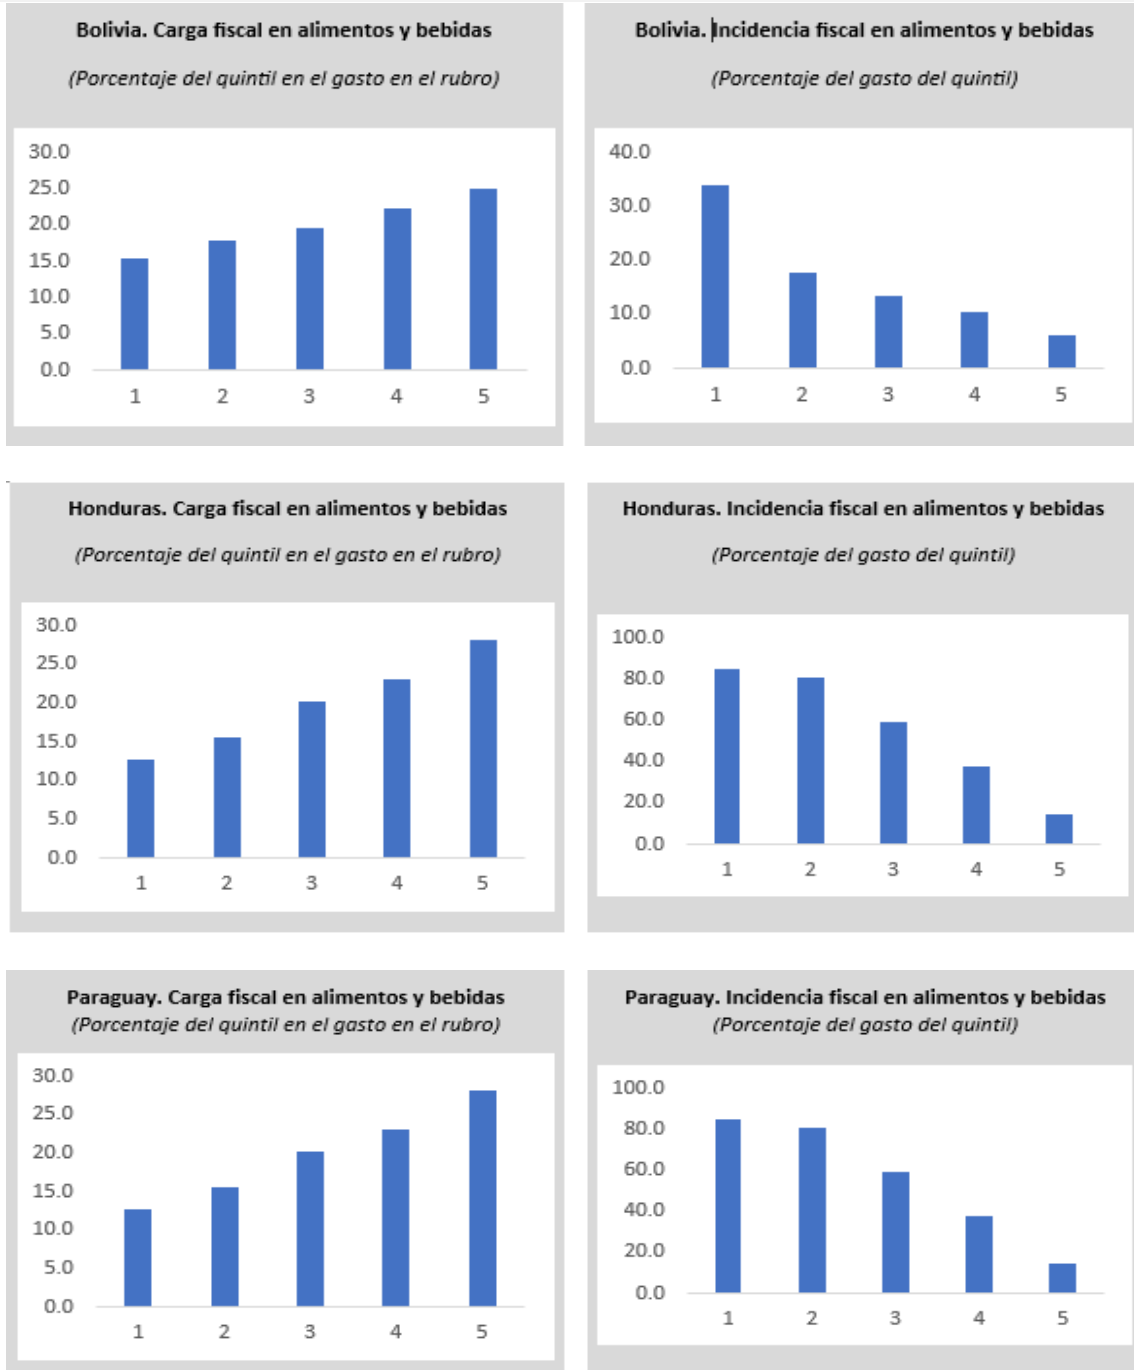 Bolivia. Carga fiscal en alimentos y bebidas
(Porcentaje del quintil en el gasto en el rubro)
30.0
25.0
20.0
15.0
10.0
5.0
0.0
1 2 3 4 5
Bolivia. Incidencia fiscal en alimentos y bebidas
(Porcentaje del gasto del quintil)
40.0
30.0
20.0
10.0
0.0
1 2 3 4 5
Honduras. Carga fiscal en alimentos y bebidas
(Porcentaje del quintil en el gasto en el rubro)
30.0
25.0
20.0
15.0
10.0
5.0
0.0
1 2 3 4 5
Honduras. Incidencia fiscal en alimentos y bebidas
(Porcentaje del gasto del quintil)
100.0
80.0
60.0
40.0
20.0
0.0
1 2 3 4 5
Paraguay. Carga fiscal en alimentos y bebidas
(Porcentaje del quintil en el gasto en el rubro)
30.0
25.0
20.0
15.0
10.0
5.0
0.0
1 2 3 4 5
Paraguay. Incidencia fiscal en alimentos y bebidas
(Porcentaje del gasto del quintil)
100.0
80.0
60.0
40.0
20.0
0.0
1 2 3 4 5